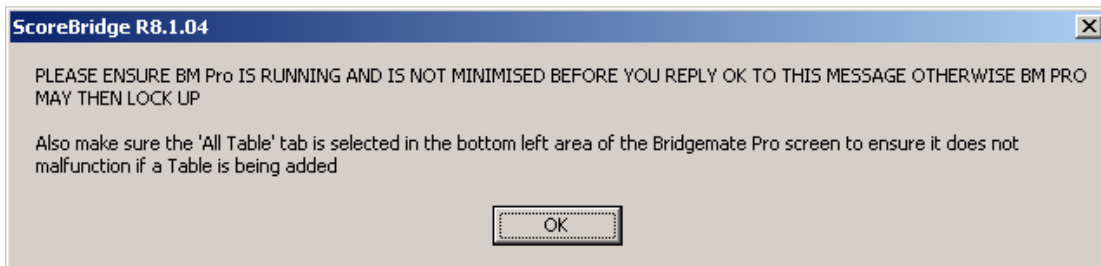 ScoreBridge R8.1.04
PLEASE ENSURE BM Pro IS RUNNING AND IS NOT MINIMISED BEFORE YOU REPLY OK TO THIS MESSAGE OTHERWISE BM PRO
MAY THEN LOCK UP
Also make sure the 'All Table' tab is selected in the bottom left area of the Bridgemate Pro screen to ensure it does not
malfunction if a Table is being added
OK